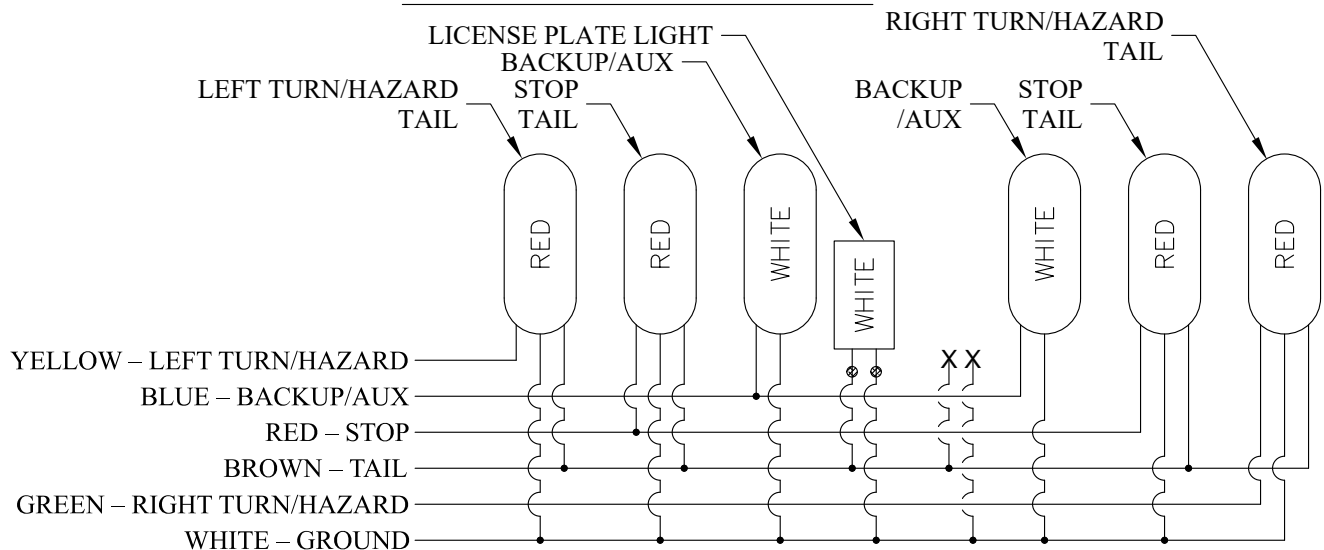 RIGHT TURN/HAZARD
TAIL
LICENSE PLATE LIGHT
BACKUP/AUX
LEFT TURN/HAZARD
TAIL
STOP
TAIL
BACKUP
/AUX
STOP
TAIL
RED
RED
WHITE
WHITE
WHITE
RED
RED
X X
YELLOW – LEFT TURN/HAZARD
BLUE – BACKUP/AUX
RED – STOP
BROWN – TAIL
GREEN – RIGHT TURN/HAZARD
WHITE – GROUND